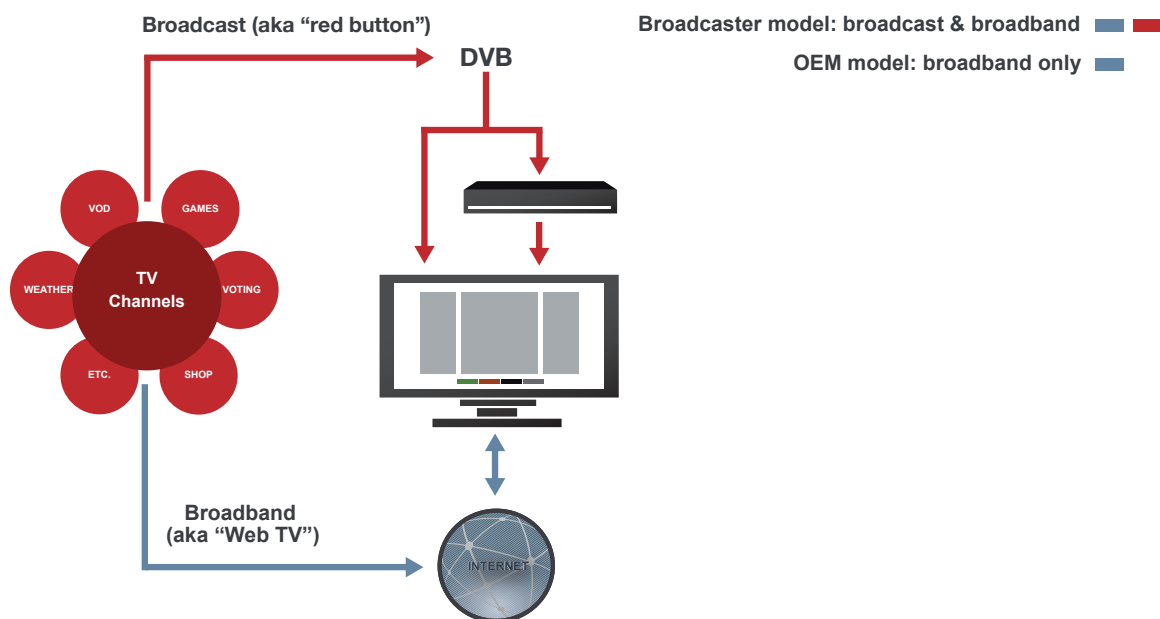 Broadcast (aka “red button”)
Broadcaster model: broadcast & broadband
OEM model: broadband only
DVB
VOD
GAMES
WEATHER
TV
Channels
VOTING
ETC.
SHOP
Broadband
(aka “Web TV”)
INTERNET